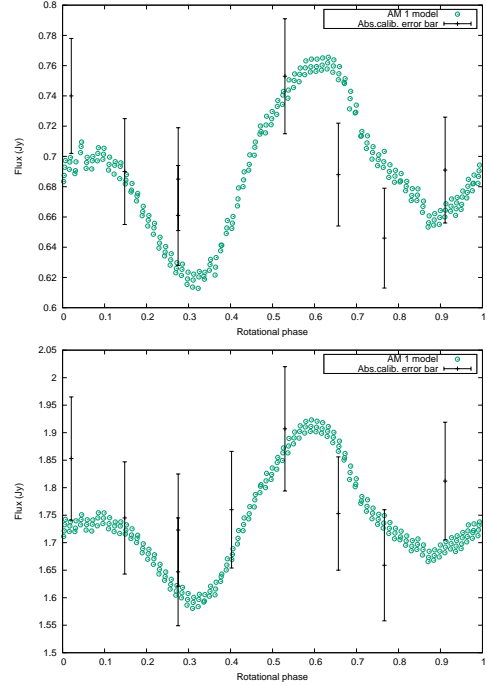 0.8
AM 1 model
Abs.calib. error bar
0.78
0.76
0.74
0.72
0.7
0.68
0.66
0.64
0.62
0.6
Flux (Jy)
0 0.1 0.2 0.3 0.4 0.5 0.6 0.7 0.8 0.9 1
Rotational phase
2.05
AM 1 model
Abs.calib. error bar
2
1.95
1.9
1.85
1.8
1.75
1.7
1.65
1.6
1.55
1.5
Flux (Jy)
0 0.1 0.2 0.3 0.4 0.5 0.6 0.7 0.8 0.9 1
Rotational phase